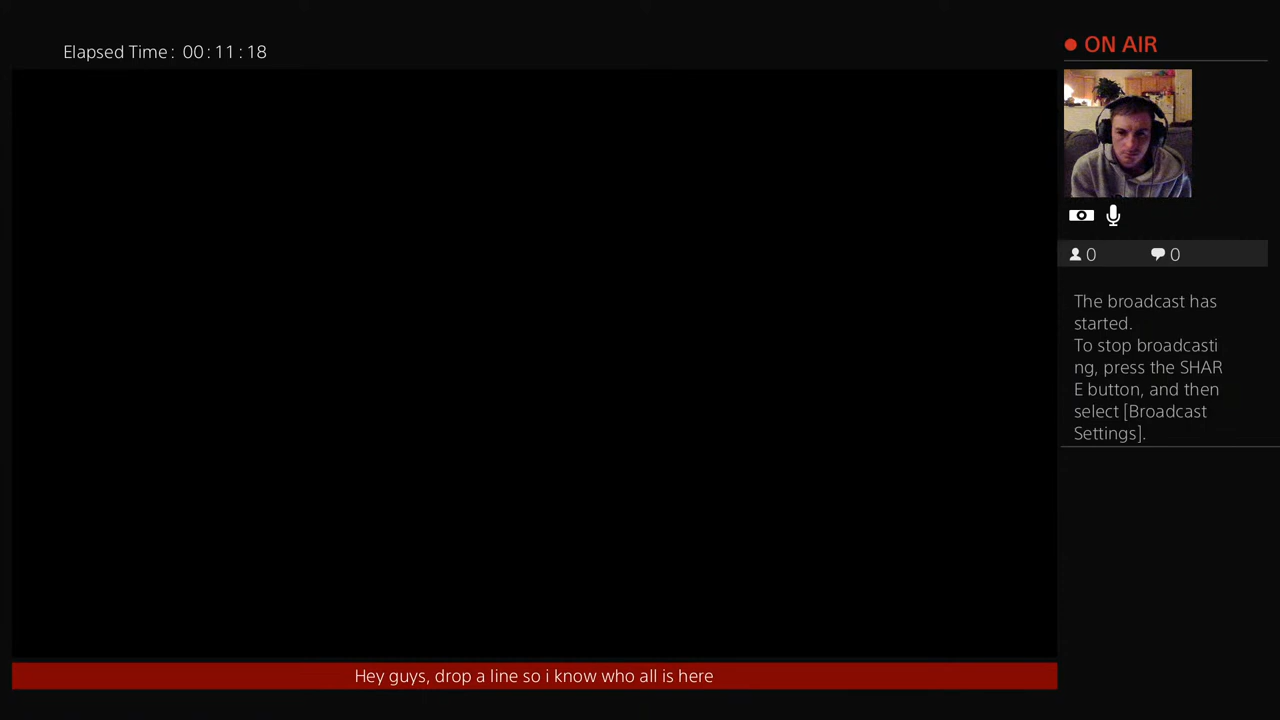 Elapsed Time: 00:11:18
ON AIR
0 0
The broadcast has
started.
To stop broadcasti
ng, press the SHAR
E button, and then
select [Broadcast
Settings].
Hey guys, drop a line so i know who all is here